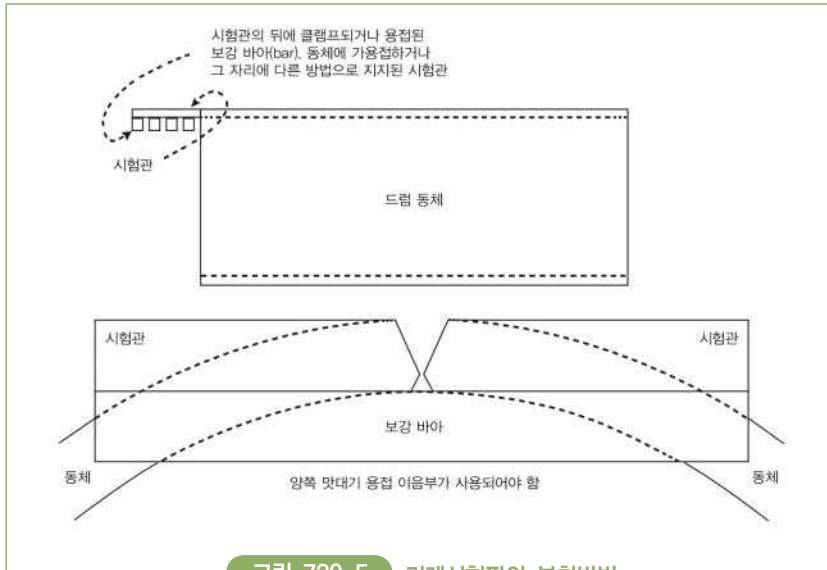 시험관의 뒤에 클램프되거나 용접된
보강 바아(bar), 동체에 가용접하거나
그 자리에 다른 방법으로 지지된 시험관
시험관
드럼 동체
시험관
시험관
보강 바아
동체
동체
양쪽 맞대기 용접 이음부가 사용되어야 함